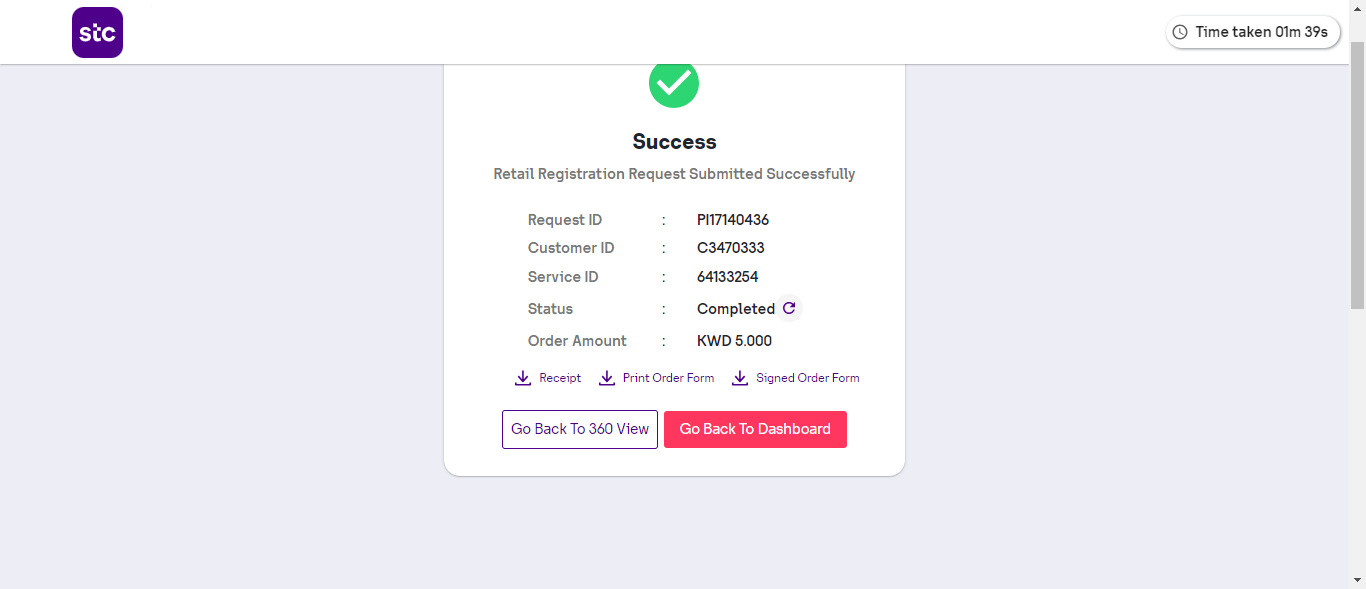 stc
Time taken 01m 39s
Success
Retail Registration Request Submitted Successfully
Request ID : PI17140436
Customer ID : C3470333
Service ID : 64133254
Status : Completed
Order Amount : KWD 5.000
Receipt Print Order Form Signed Order Form
Go Back To 360 View Go Back To Dashboard